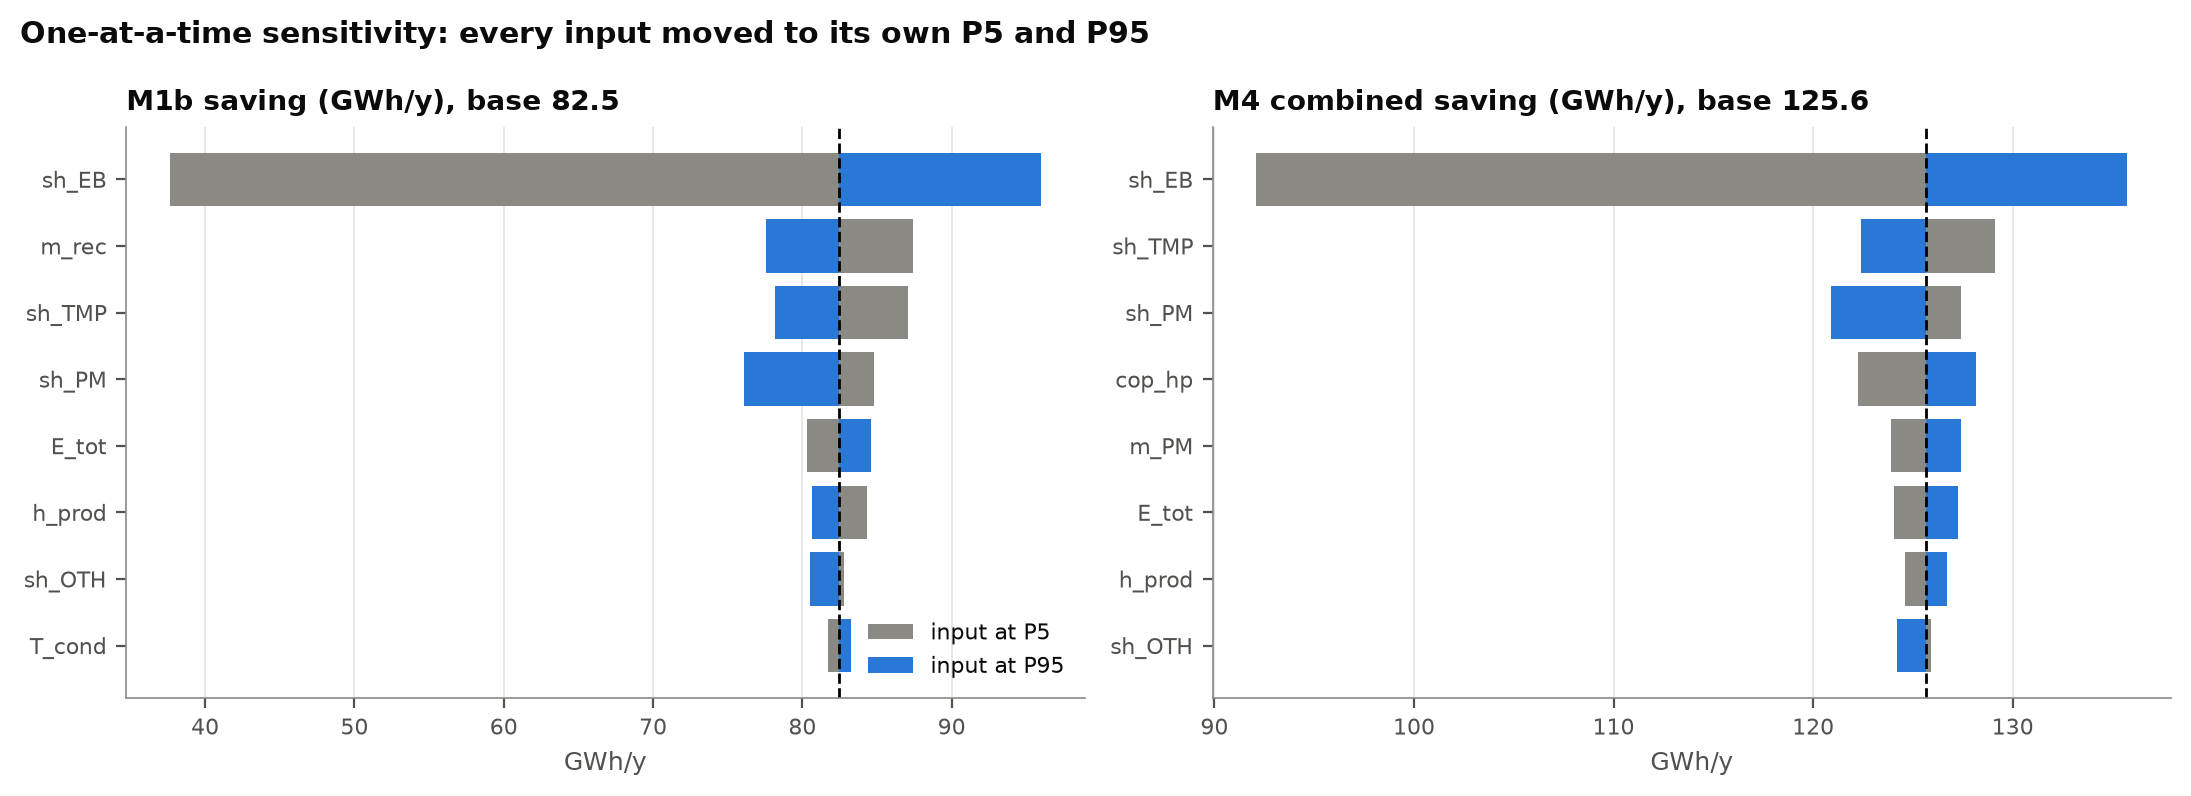 One-at-a-time sensitivity: every input moved to its own P5 and P95
M1b saving (GWh/y), base 82.5
sh_EB
m_rec
sh_TMP
sh_PM
E_tot
h_prod
sh_OTH
T_cond
input at P5
input at P95
40 50 60 70 80 90
GWh/y
M4 combined saving (GWh/y), base 125.6
sh_EB
sh_TMP
sh_PM
cop_hp
m_PM
E_tot
h_prod
sh_OTH
90 100 110 120 130
GWh/y